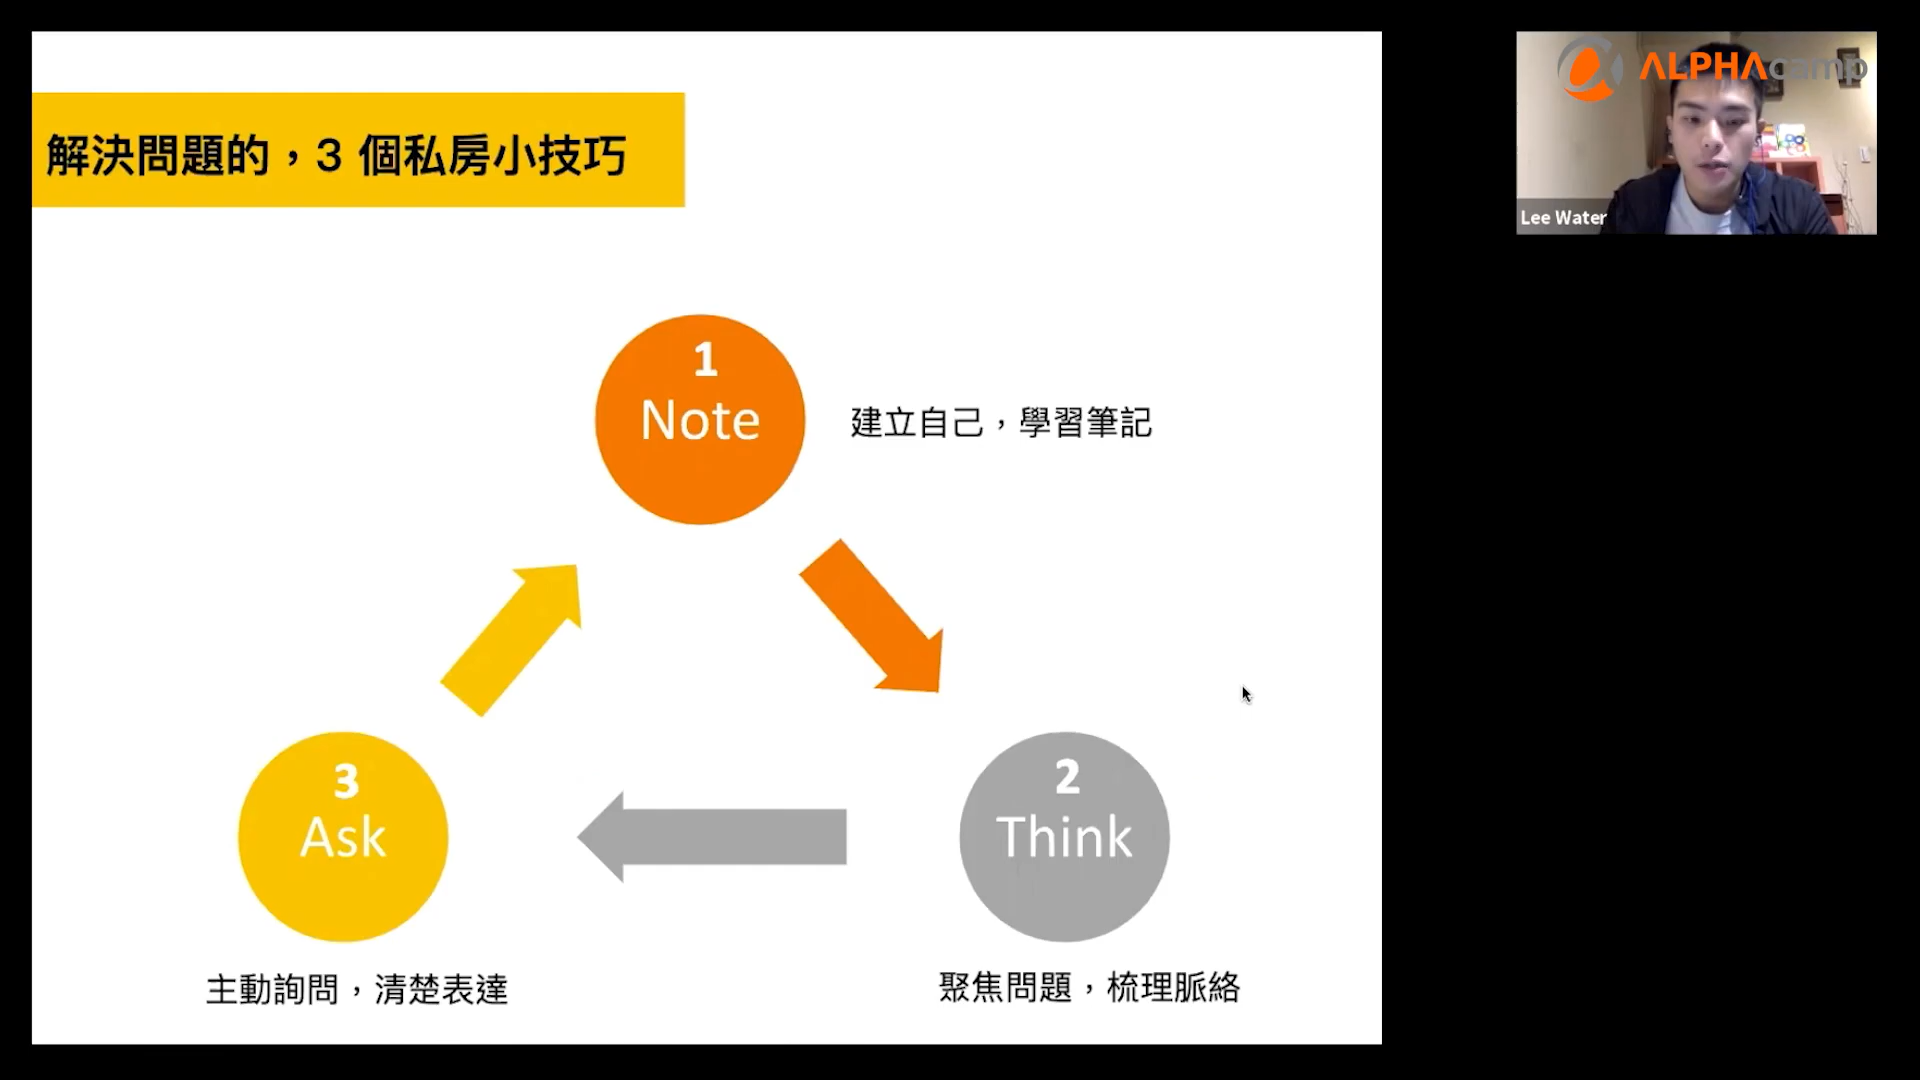 解決問題的，3 個私房小技巧
ALPHAcamp
Lee Water
1
Note
建立自己，學習筆記
3
Ask
2
Think
主動詢問，清楚表達
聚焦問題，梳理脈絡